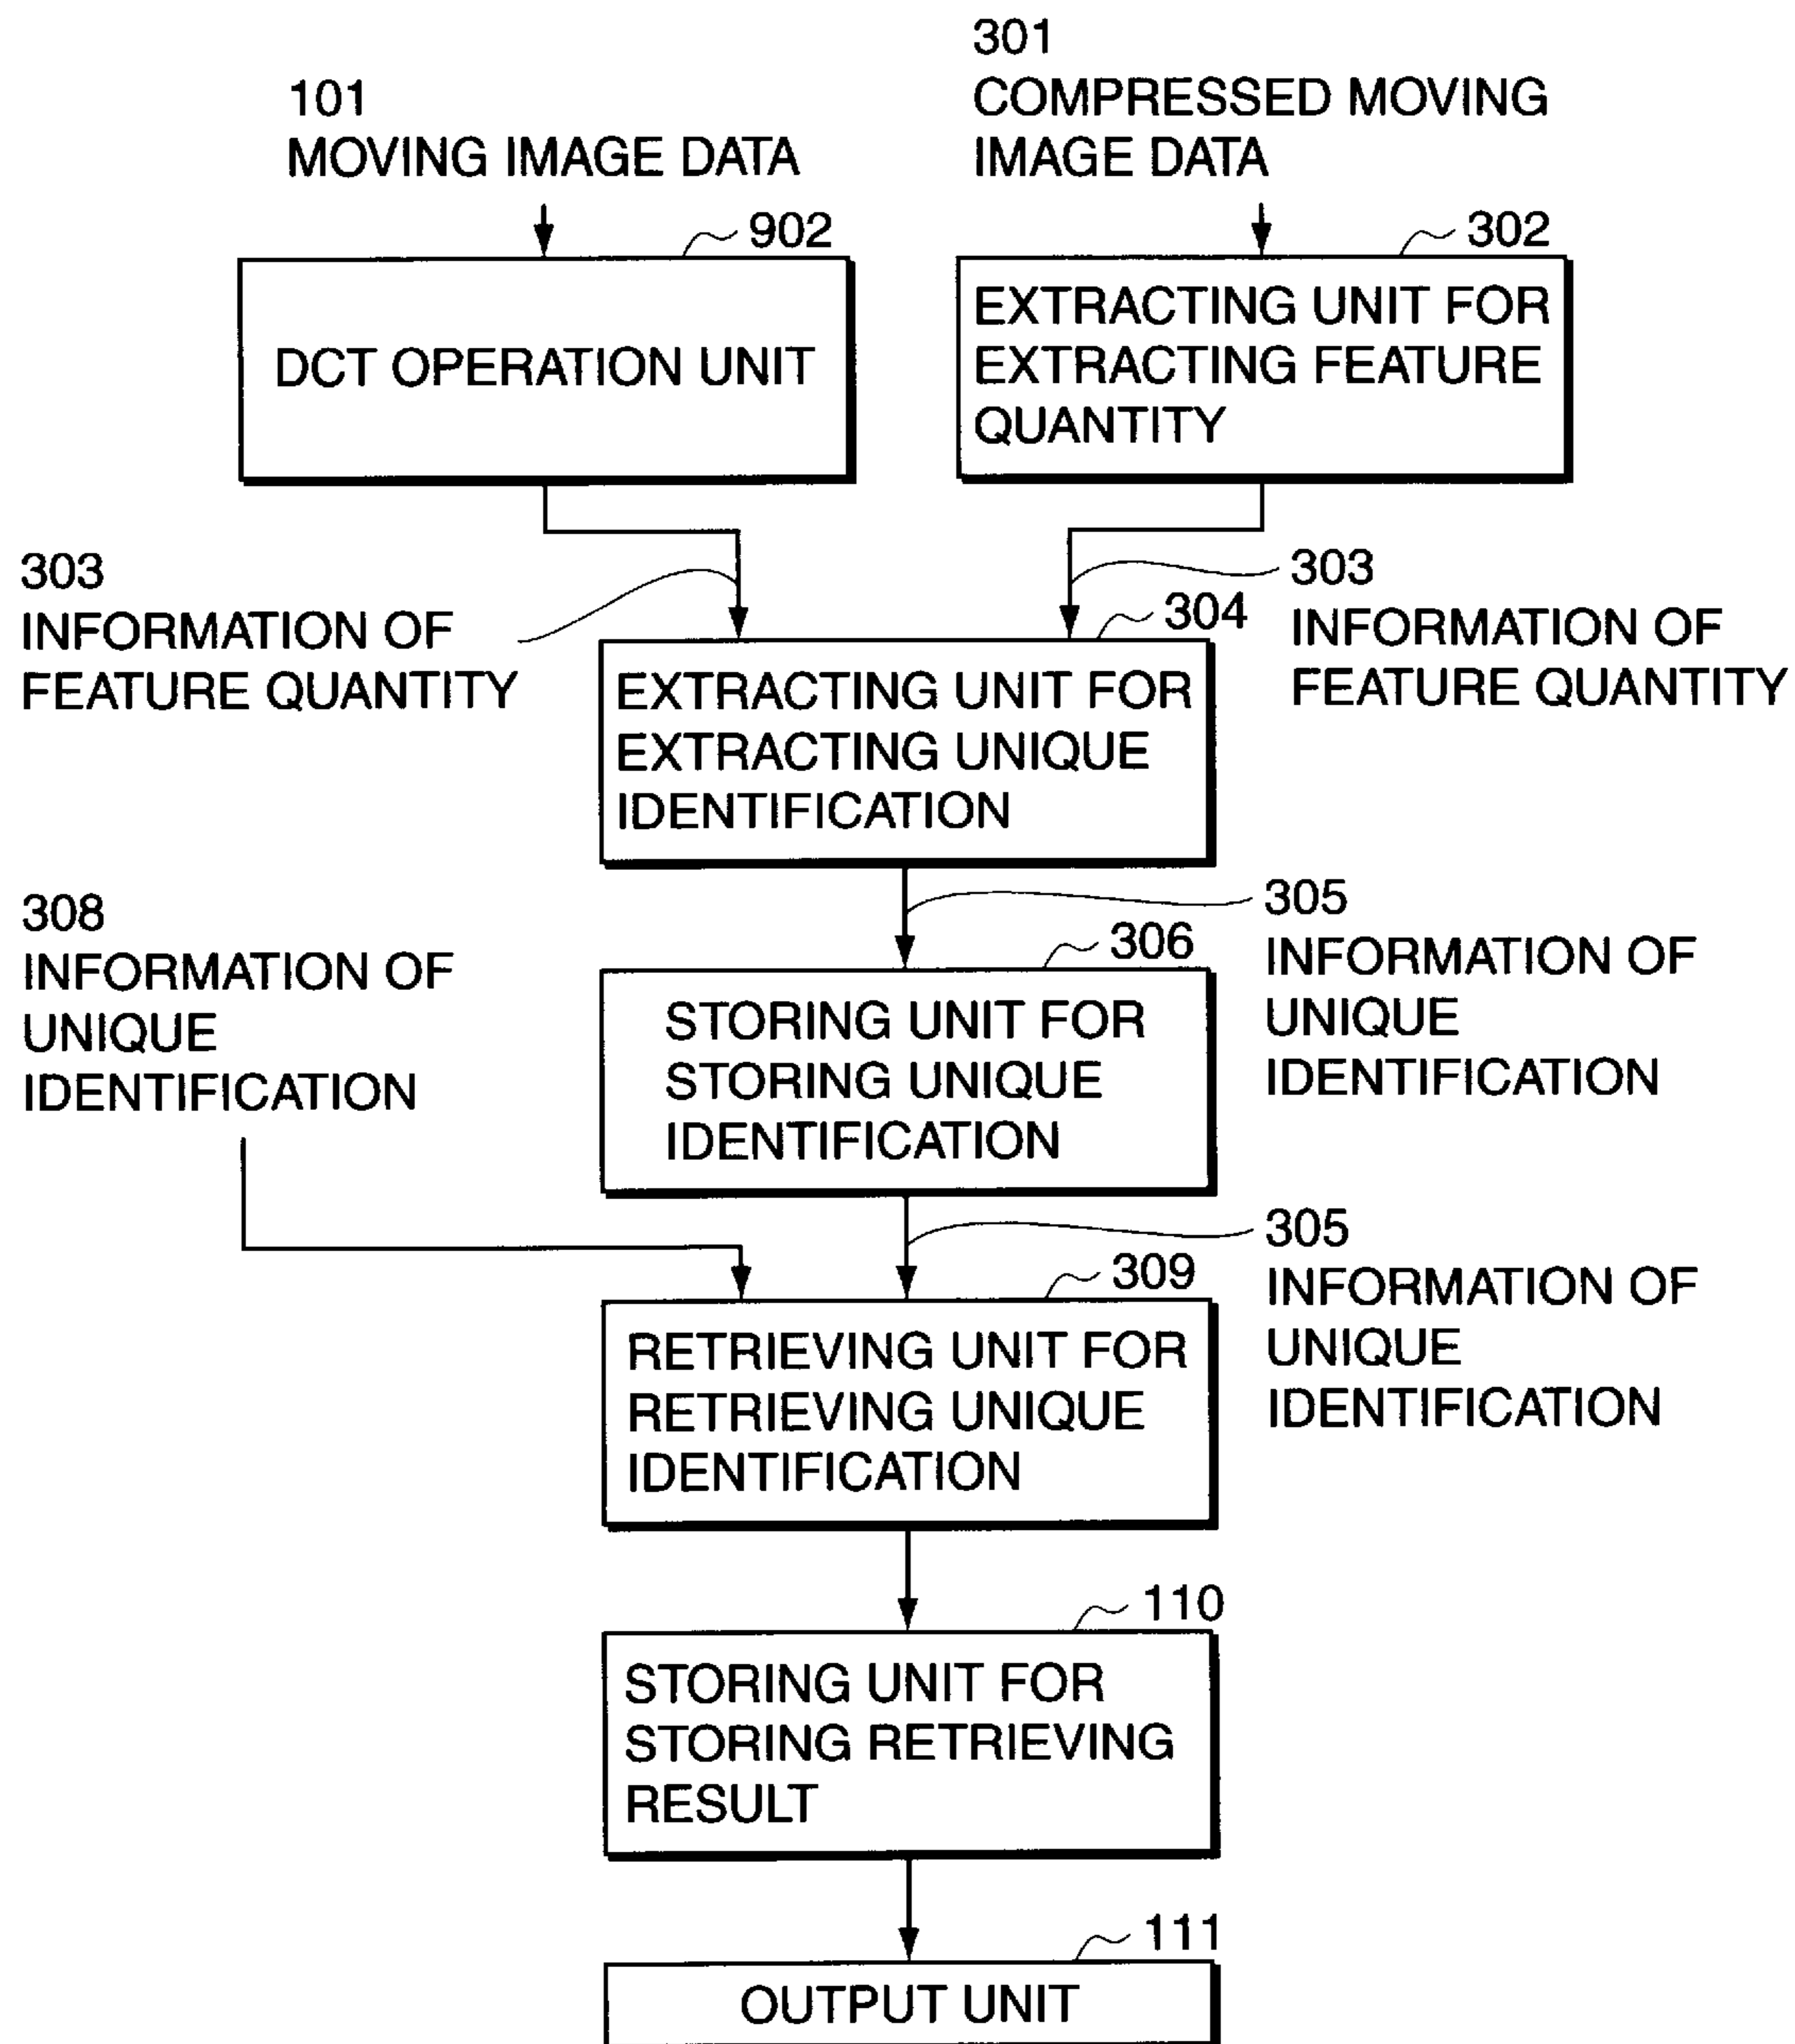 301
COMPRESSED MOVING
IMAGE DATA
101
MOVING IMAGE DATA
902
302
DCT OPERATION UNIT
EXTRACTING UNIT FOR
EXTRACTING FEATURE
QUANTITY
303
INFORMATION OF
FEATURE QUANTITY
303
INFORMATION OF
FEATURE QUANTITY
304
EXTRACTING UNIT FOR
EXTRACTING UNIQUE
IDENTIFICATION
308
INFORMATION OF
UNIQUE
IDENTIFICATION
305
INFORMATION OF
UNIQUE
IDENTIFICATION
306
STORING UNIT FOR
STORING UNIQUE
IDENTIFICATION
305
INFORMATION OF
UNIQUE
IDENTIFICATION
309
RETRIEVING UNIT FOR
RETRIEVING UNIQUE
IDENTIFICATION
110
STORING UNIT FOR
STORING RETRIEVING
RESULT
111
OUTPUT UNIT